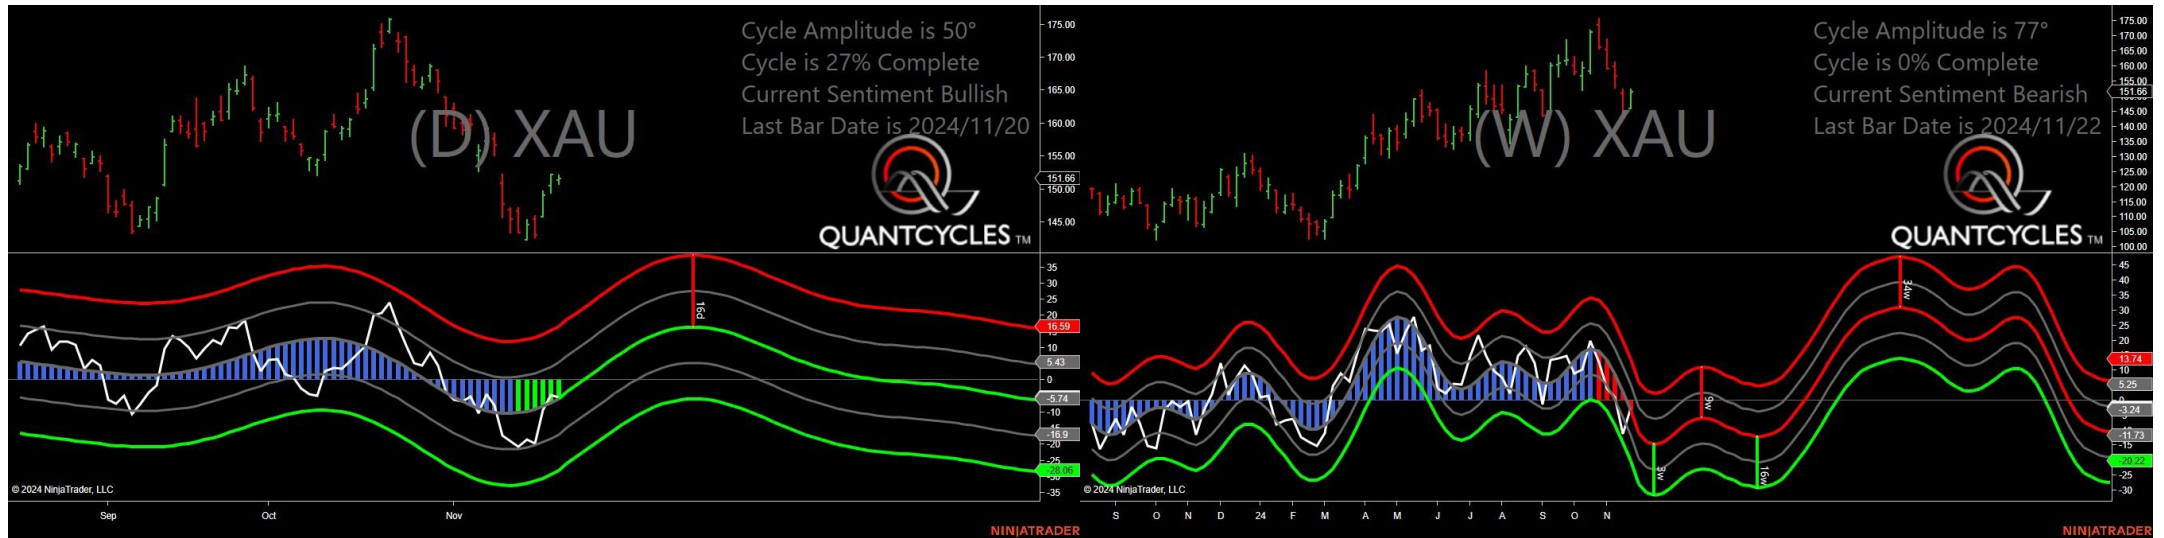 Cycle Amplitude is 50°
Cycle is 27% Complete
Current Sentiment Bullish
Last Bar Date is 2024/11/20
(D) XAU
QUANTCYCLES TM
175.00
170.00
165.00
160.00
155.00
151.66
150.00
145.00
16d
35
30
25
20
16.59
10
5.43
0
-5.74
-10
-16.9
-20
-25
-28.06
-35
© 2024 NinjaTrader, LLC
Sep
Oct
Nov
NINJATRADER
Cycle Amplitude is 77°
Cycle is 0% Complete
Current Sentiment Bearish
Last Bar Date is 2024/11/22
(W) XAU
QUANTCYCLES TM
175.00
170.00
165.00
160.00
155.00
151.66
145.00
140.00
135.00
130.00
125.00
120.00
115.00
110.00
105.00
100.00
34w
9w
3w
16w
45
40
35
30
25
20
13.74
10
5.25
-3.24
-11.73
-15
-20.22
-25
-30
© 2024 NinjaTrader, LLC
S O N D 24 F M A M J J A S O N
NINJATRADER